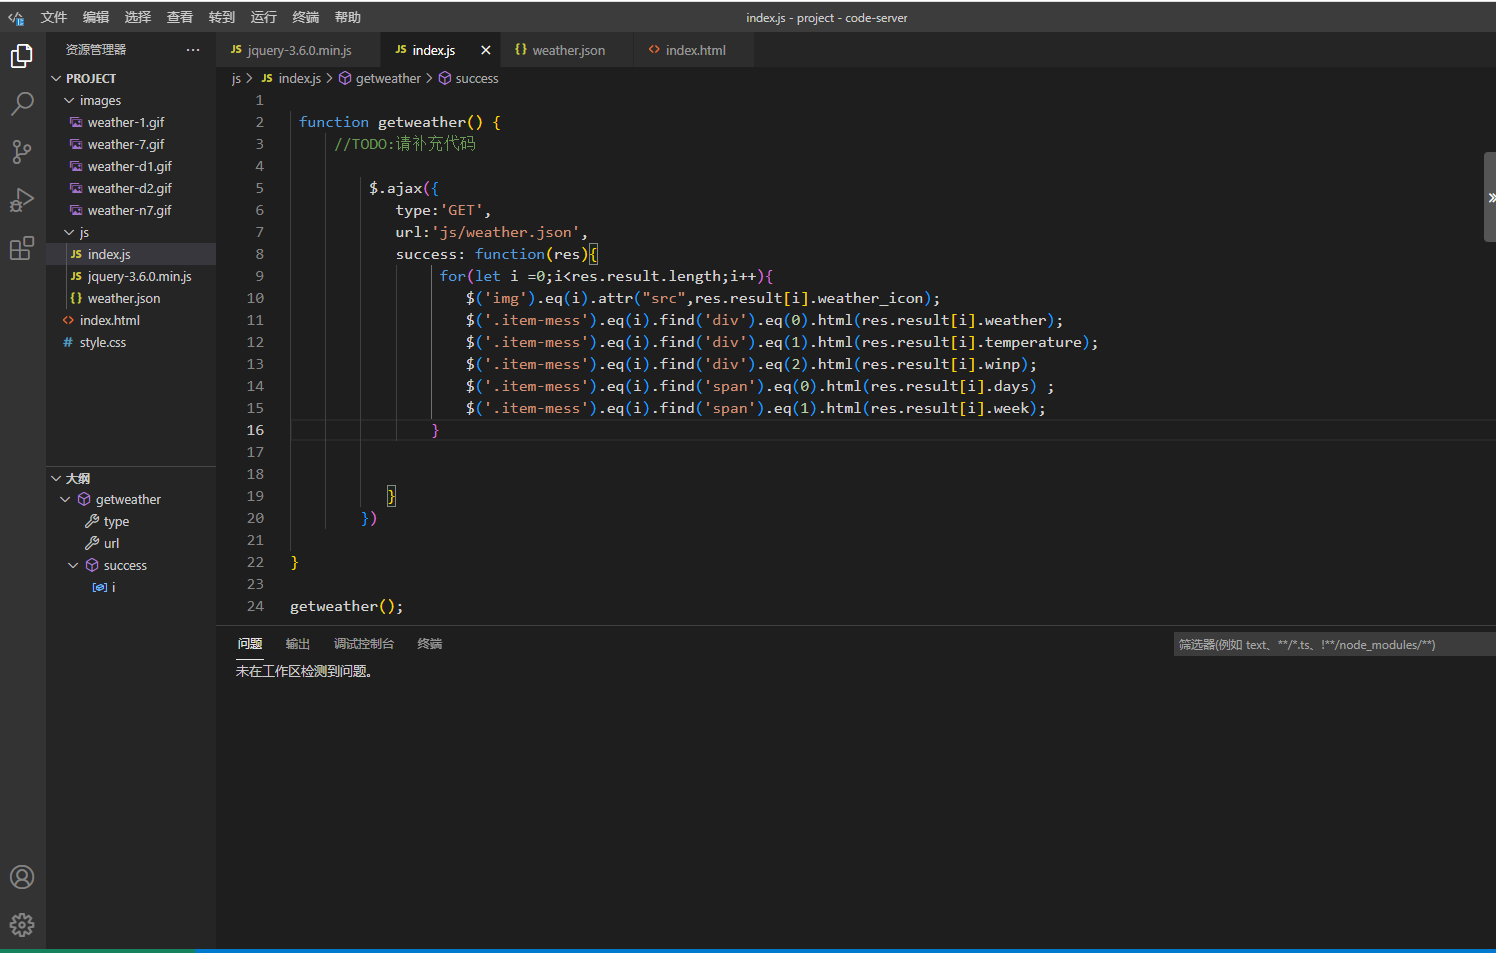 文件 编辑 选择 查看 转到 运行 终端 帮助
index.js - project - code-server
资源管理器 ···
PROJECT
images
weather-1.gif
weather-7.gif
weather-d1.gif
weather-d2.gif
weather-n7.gif
js
JS index.js
JS jquery-3.6.0.min.js
{} weather.json
<> index.html
# style.css
大纲
getweather
type
url
success
i
JS jquery-3.6.0.min.js JS index.js × {} weather.json <> index.html
js > JS index.js > getweather > success
1
2 function getweather() {
3 //TODO:请补充代码
4
5 $.ajax({
6 type:'GET',
7 url:'js/weather.json',
8 success: function(res){
9 for(let i =0;i<res.result.length;i++){
10 $('img').eq(i).attr("src",res.result[i].weather_icon);
11 $('.item-mess').eq(i).find('div').eq(0).html(res.result[i].weather);
12 $('.item-mess').eq(i).find('div').eq(1).html(res.result[i].temperature);
13 $('.item-mess').eq(i).find('div').eq(2).html(res.result[i].winp);
14 $('.item-mess').eq(i).find('span').eq(0).html(res.result[i].days) ;
15 $('.item-mess').eq(i).find('span').eq(1).html(res.result[i].week);
16 }
17
18
19 }
20 })
21
22 }
23
24 getweather();
问题 输出 调试控制台 终端
筛选器(例如 text、**/*.ts、!**/node_modules/**)
未在工作区检测到问题。